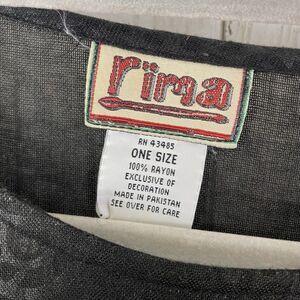 rima
RN 43485
ONE SIZE
100% RAYON
EXCLUSIVE OF
DECORATION
MADE IN PAKISTAN
SEE OVER FOR CARE